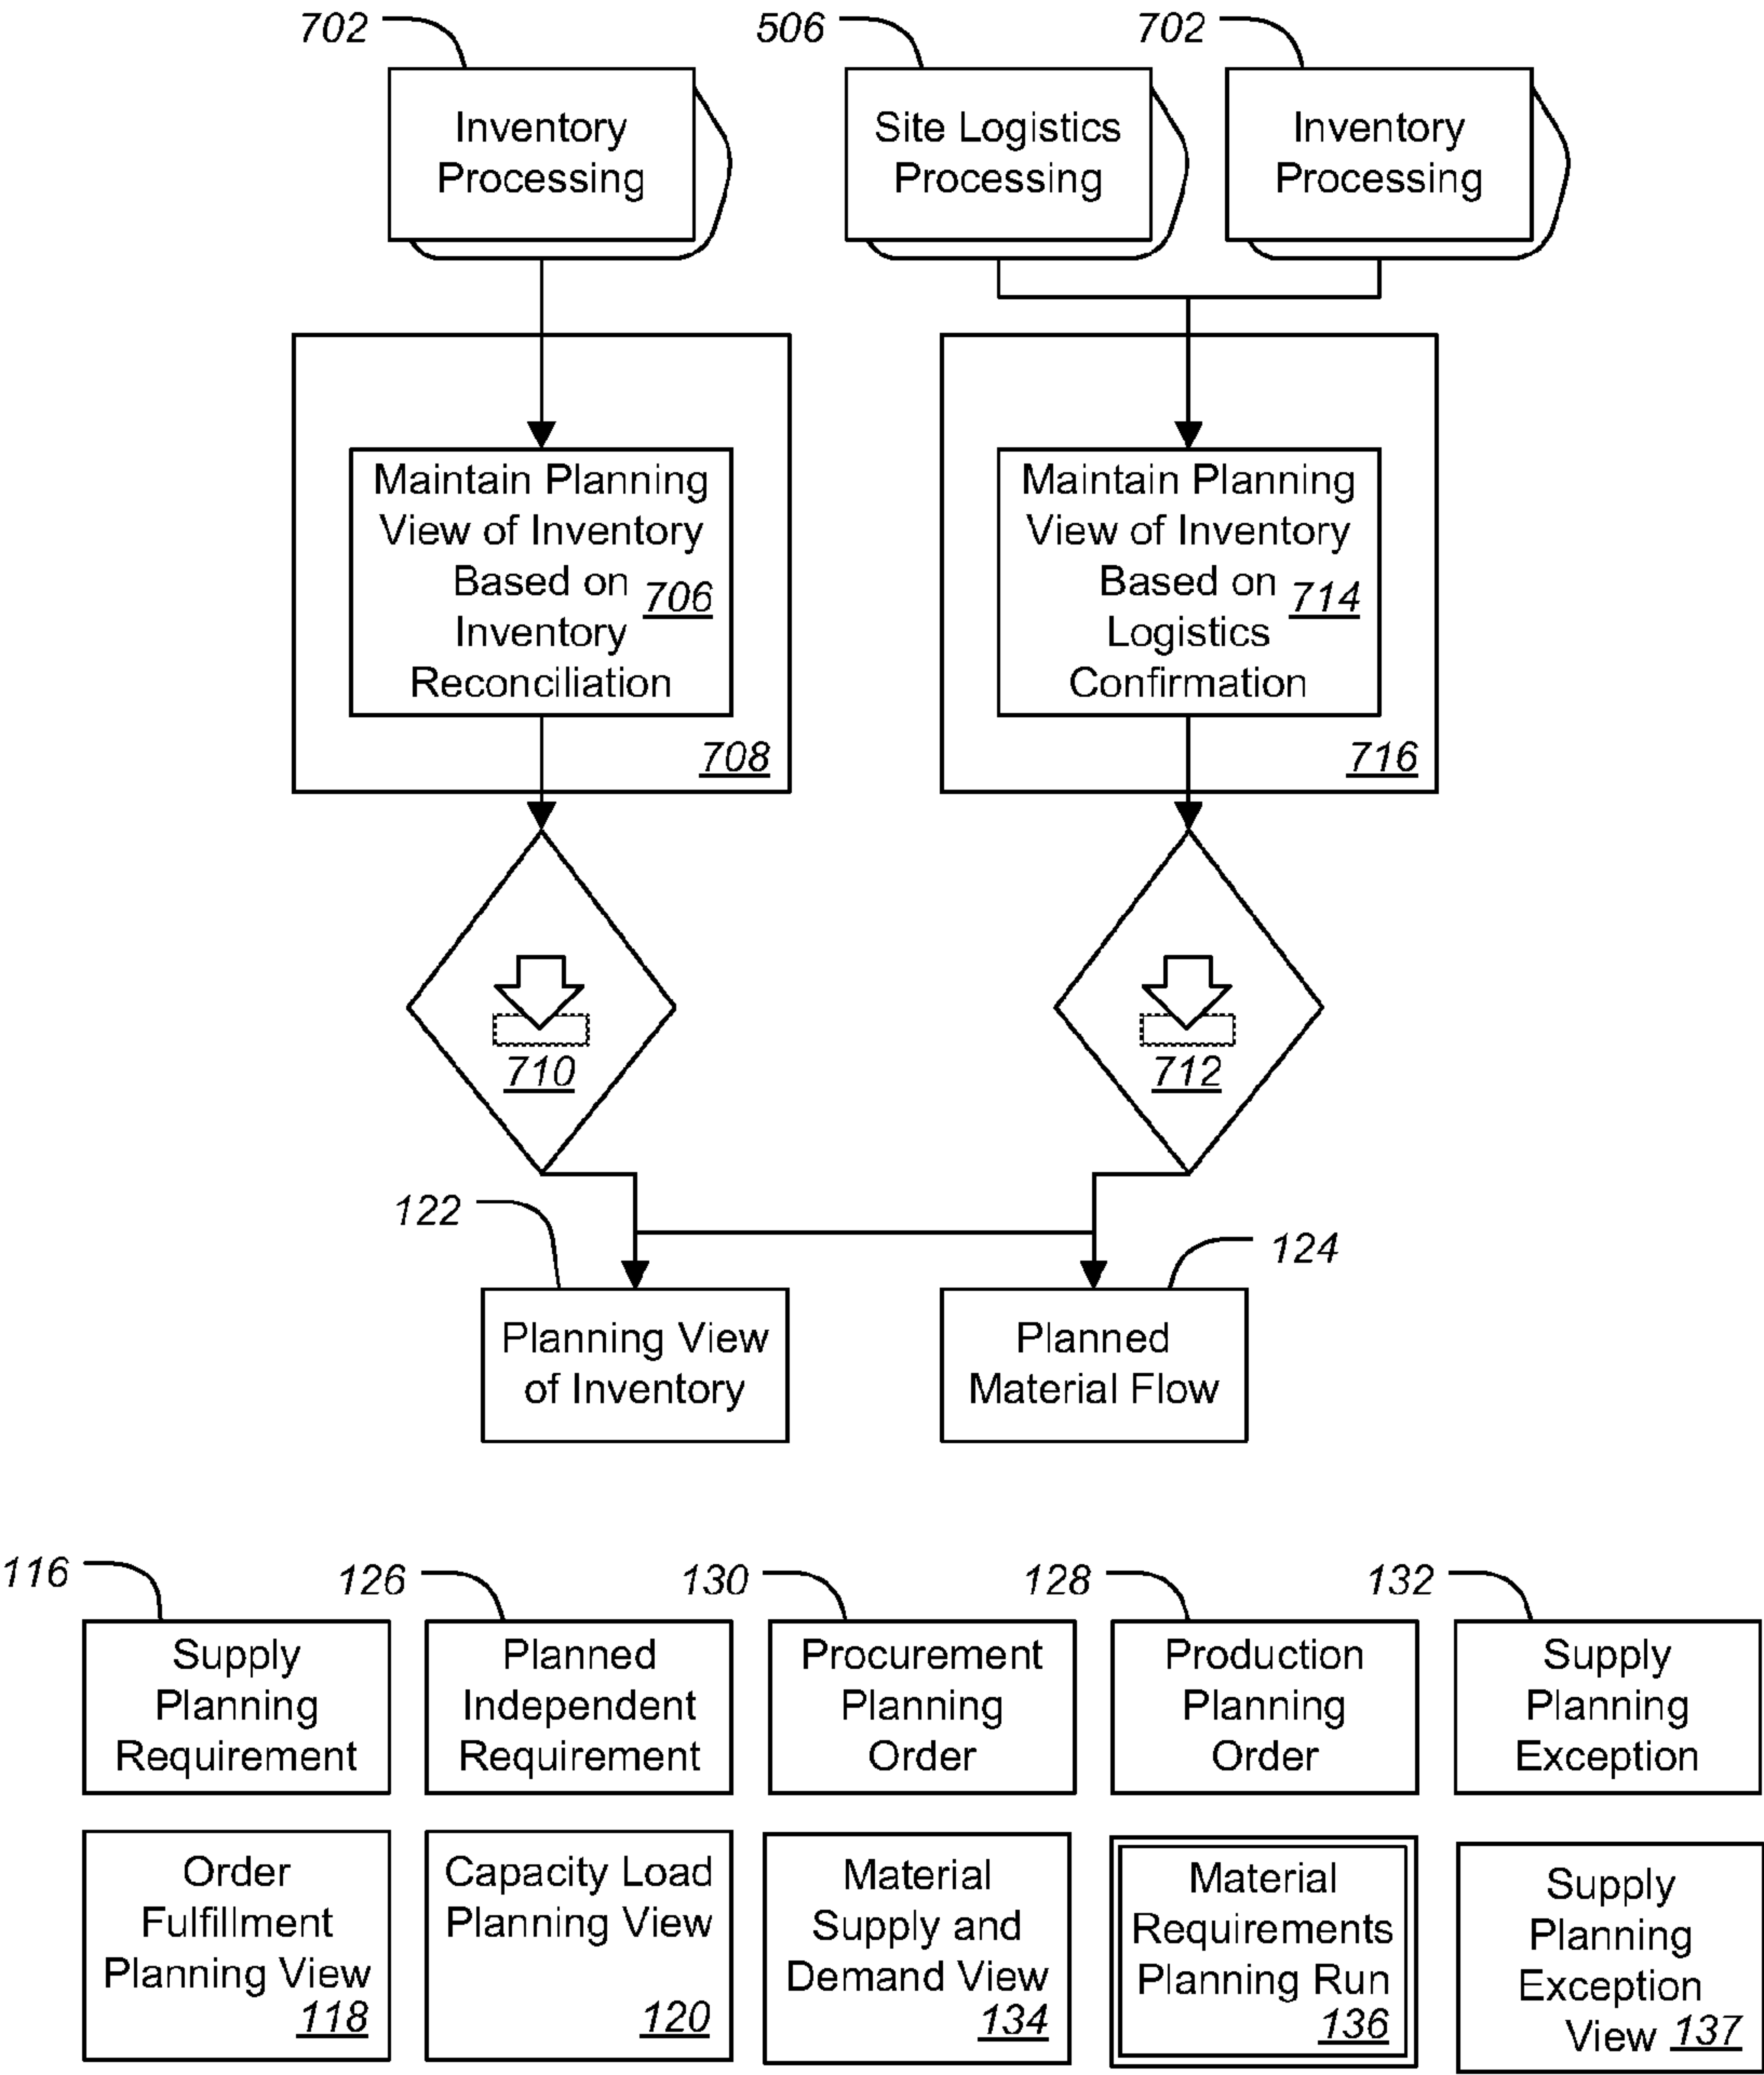 702
506
702
Inventory
Processing
Site Logistics
Processing
Inventory
Processing
Maintain Planning
View of Inventory
Based on
706
Inventory
Reconciliation
708
Maintain Planning
View of Inventory
Based on
714
Logistics
Confirmation
716
710
712
122
124
Planning View
of Inventory
Planned
Material Flow
116
126
130
128
132
Supply
Planning
Requirement
Planned
Independent
Requirement
Procurement
Planning
Order
Production
Planning
Order
Supply
Planning
Exception
Order
Fulfillment
Planning View
118
Capacity Load
Planning View
120
Material
Supply and
Demand View
134
Material
Requirements
Planning Run
136
Supply
Planning
Exception
View 137